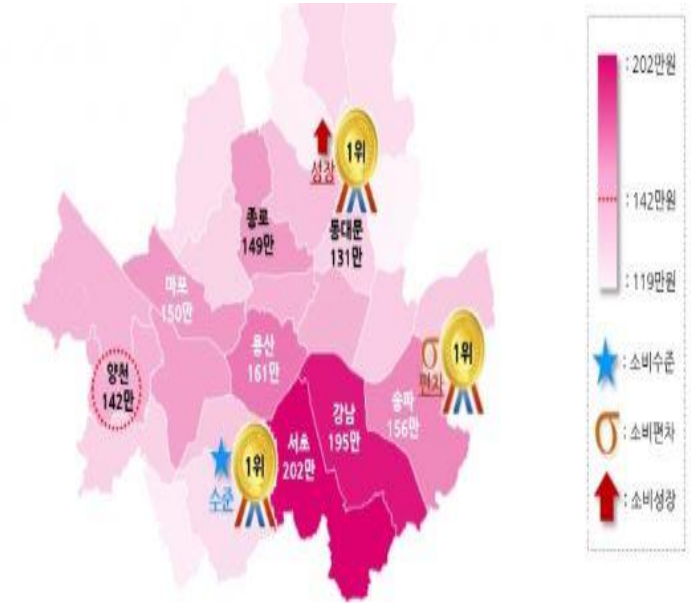 1위
성장
종로
149만
동대문
131만
마포
150만
용산
161만
양천
142만
σ
편차
1위
송파
156만
강남
195만
서초
202만
1위
수준
: 202만원
: 142만원
: 119만원
: 소비수준
σ : 소비편차
: 소비성장